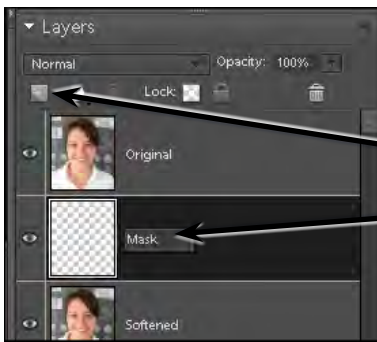 Layers
Normal Opacity: 100%
Lock:
Original
Mask
Softened